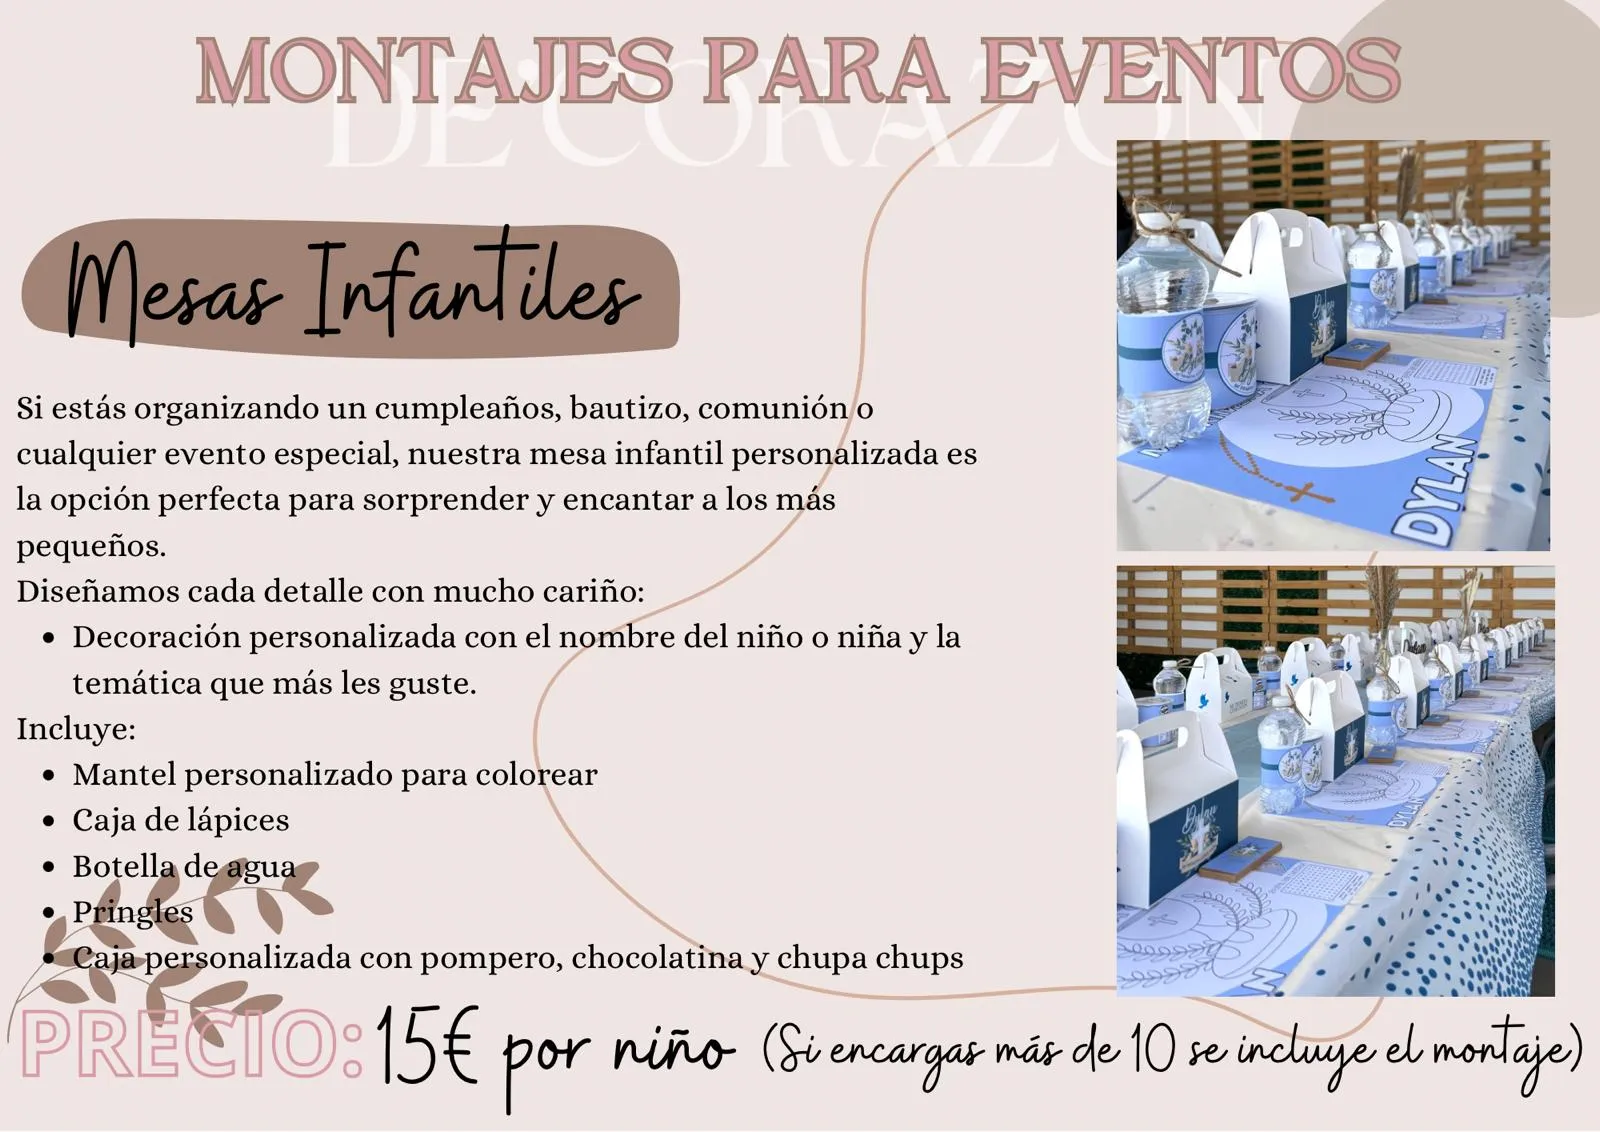 MONTAJES PARA EVENTOS
DE CORAZON
Mesas Infantiles
Si estás organizando un cumpleaños, bautizo, comunión o
cualquier evento especial, nuestra mesa infantil personalizada es
la opción perfecta para sorprender y encantar a los más
pequeños.
Diseñamos cada detalle con mucho cariño:
• Decoración personalizada con el nombre del niño o niña y la
temática que más les guste.
Incluye:
• Mantel personalizado para colorear
• Caja de lápices
• Botella de agua
• Pringles
• Caja personalizada con pompero, chocolatina y chupa chups
PRECIO: 15€ por niño (Si encargas más de 10 se incluye el montaje)
Dylan
DYLAN
Dylan
DYLAN